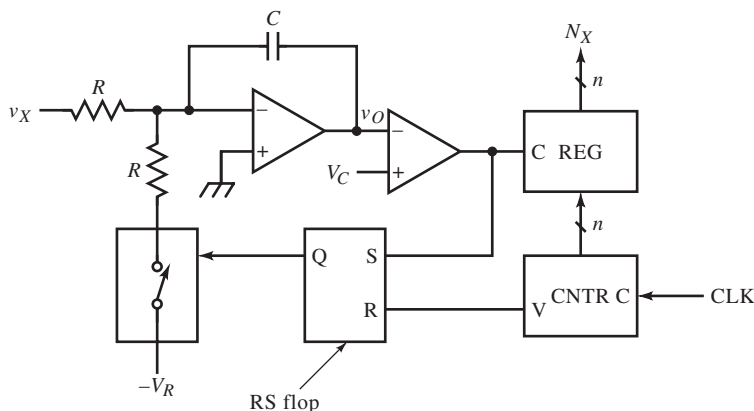 C
N_X
R
n
v_X
−
v_O
−
+
+
C REG
R
V_C
n
Q
S
CNTR C
CLK
R
V
−V_R
RS flop